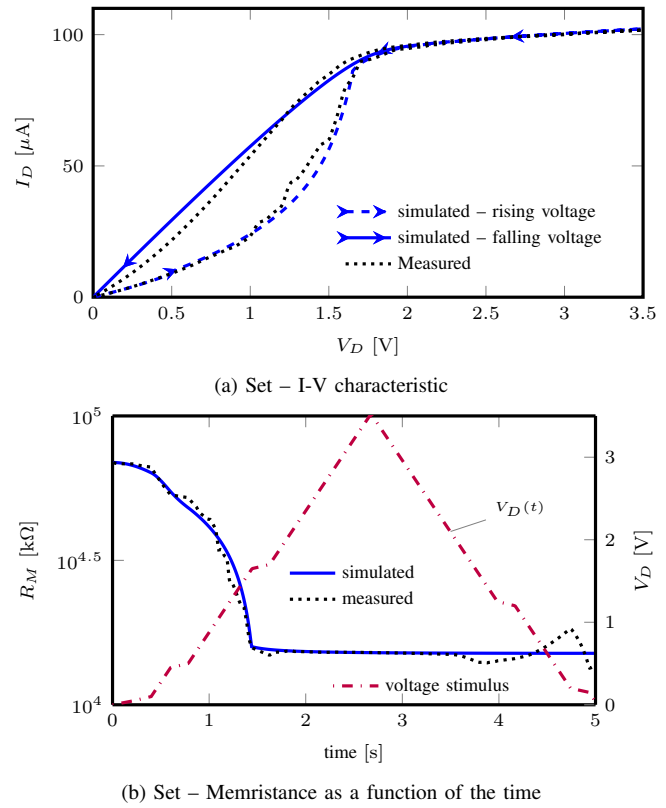 100
50
0
I_D [µA]
simulated – rising voltage
simulated – falling voltage
Measured
0 0.5 1 1.5 2 2.5 3 3.5
V_D [V]
(a) Set – I-V characteristic
10^5
10^4.5
10^4
R_M [kΩ]
V_D(t)
simulated
measured
voltage stimulus
3
2
1
0
V_D [V]
0 1 2 3 4 5
time [s]
(b) Set – Memristance as a function of the time